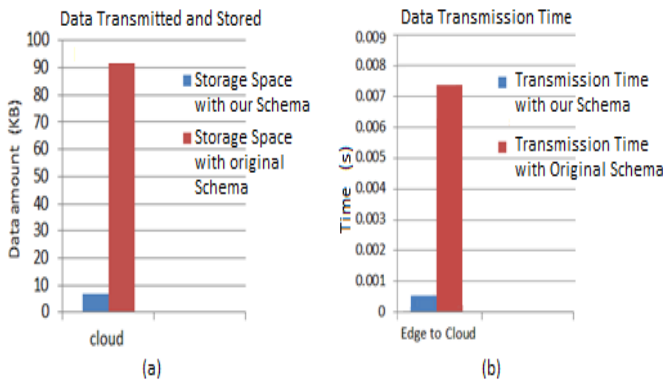 Data Transmitted and Stored
100
90
80
70
60
50
40
30
20
10
0
Data amount (KB)
Storage Space
with our Schema
Storage Space
with original
Schema
cloud
(a)
Data Transmission Time
0.009
0.008
0.007
0.006
0.005
0.004
0.003
0.002
0.001
0
Time (s)
Transmission Time
with our Schema
Transmission Time
with Original Schema
Edge to Cloud
(b)